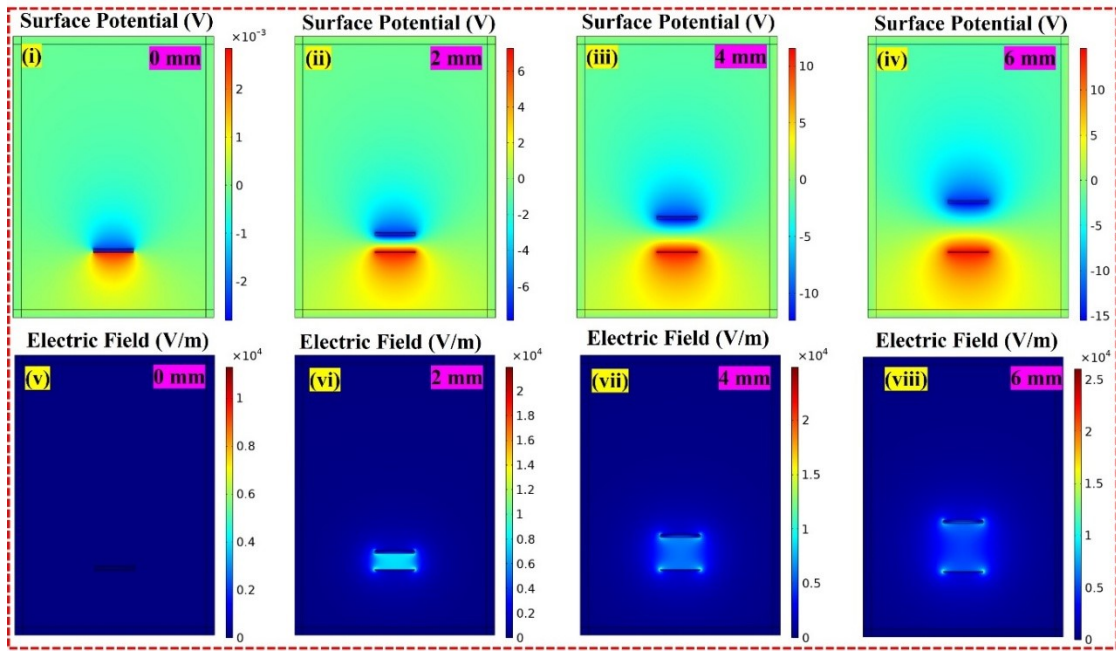 Surface Potential (V)
(i)
0 mm
×10⁻³
2
1
0
-1
-2
Surface Potential (V)
(ii)
2 mm
6
4
2
0
-2
-4
-6
Surface Potential (V)
(iii)
4 mm
10
5
0
-5
-10
Surface Potential (V)
(iv)
6 mm
10
5
0
-5
-10
-15
Electric Field (V/m)
(v)
0 mm
×10⁴
1
0.8
0.6
0.4
0.2
0
Electric Field (V/m)
(vi)
2 mm
×10⁴
2
1.8
1.6
1.4
1.2
1
0.8
0.6
0.4
0.2
0
Electric Field (V/m)
(vii)
4 mm
×10⁴
2
1.5
1
0.5
0
Electric Field (V/m)
(viii)
6 mm
×10⁴
2.5
2
1.5
1
0.5
0